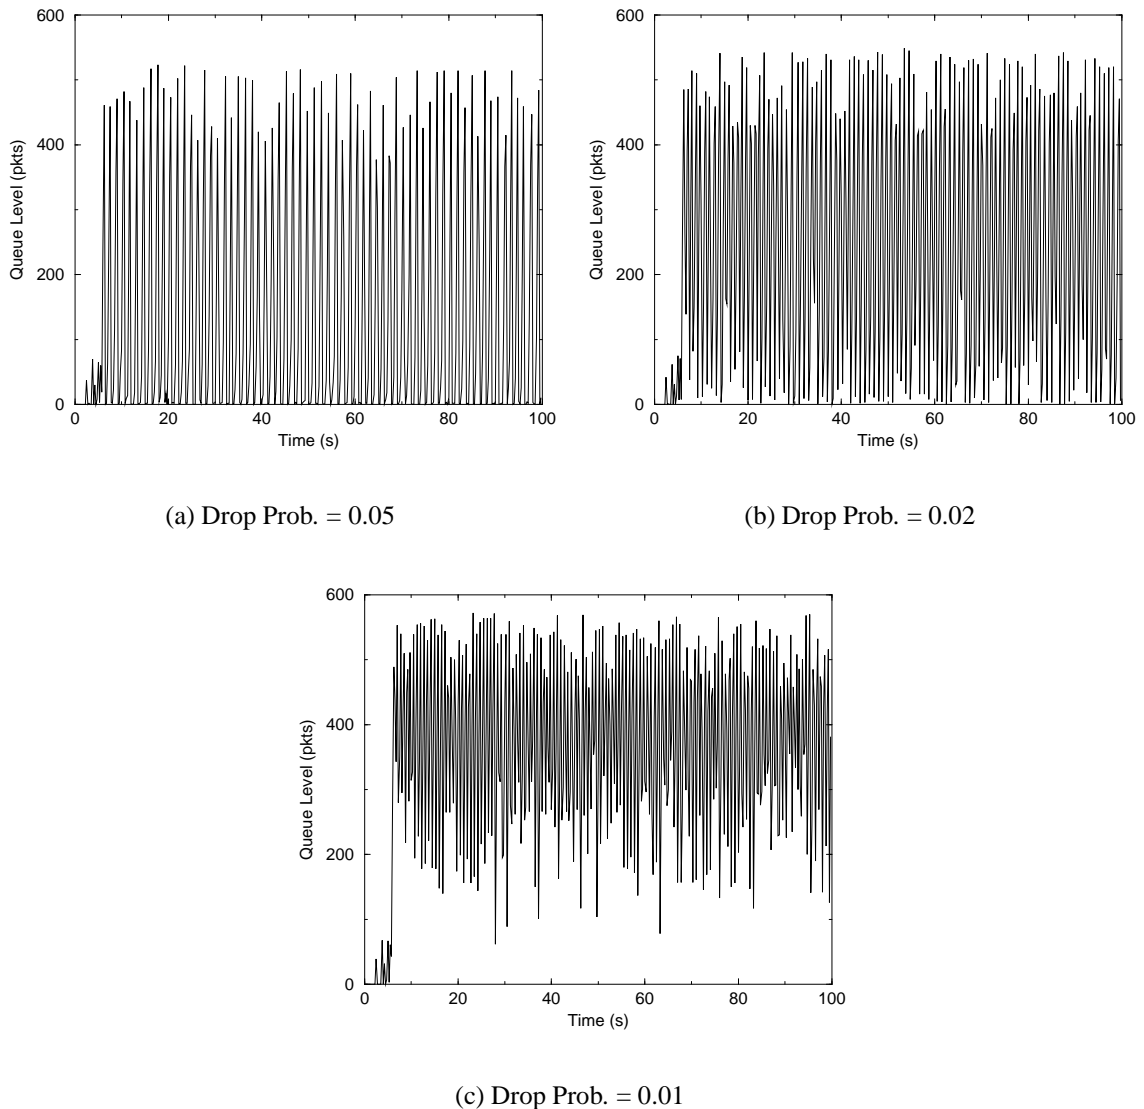 600
400
200
0
Queue Level (pkts)
0 20 40 60 80 100
Time (s)
(a) Drop Prob. = 0.05
600
400
200
0
Queue Level (pkts)
0 20 40 60 80 100
Time (s)
(b) Drop Prob. = 0.02
600
400
200
0
Queue Level (pkts)
0 20 40 60 80 100
Time (s)
(c) Drop Prob. = 0.01